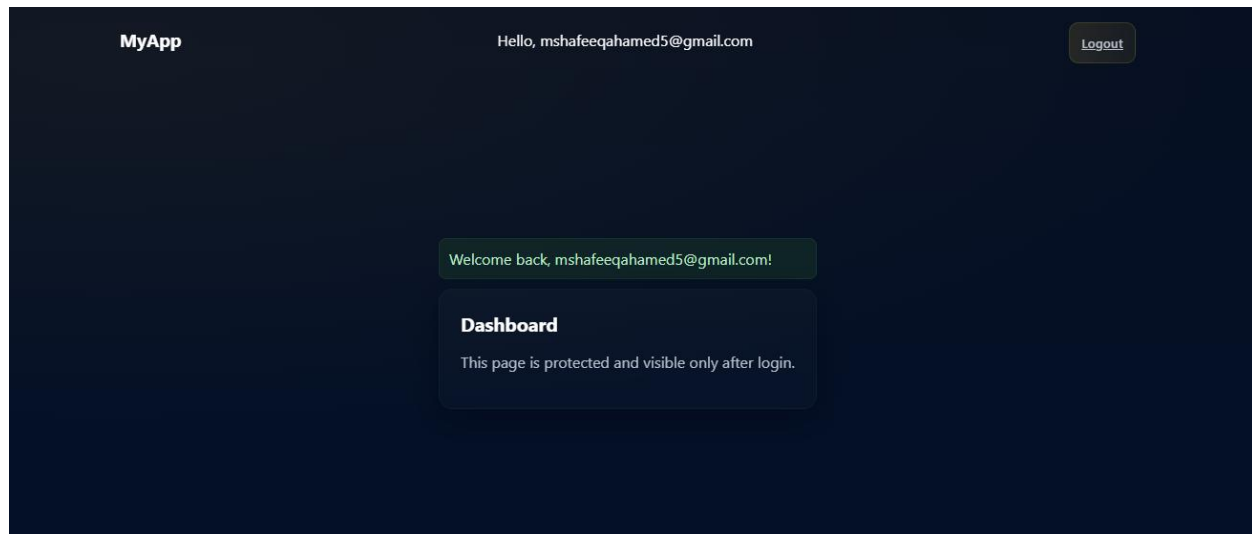 MyApp
Hello, mshafeeqahamed5@gmail.com
Logout
Welcome back, mshafeeqahamed5@gmail.com!
Dashboard
This page is protected and visible only after login.